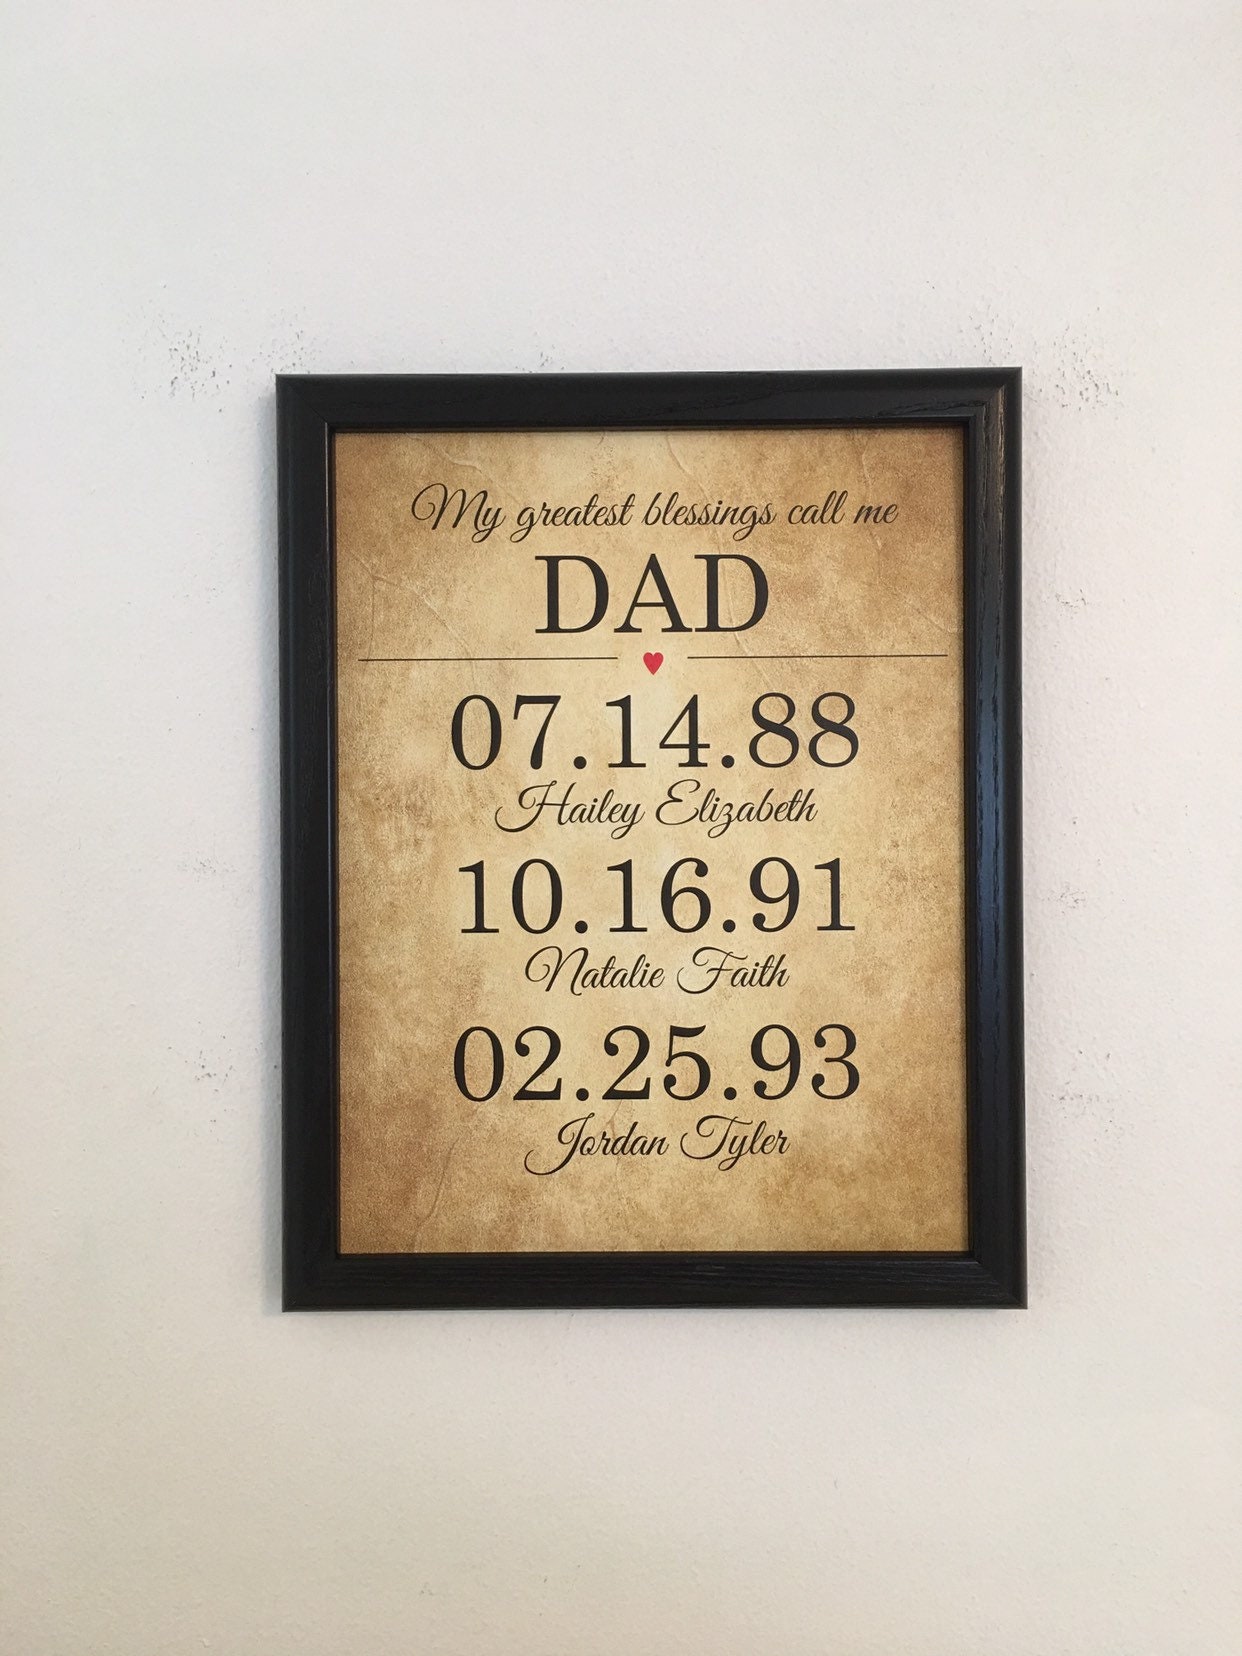 My greatest blessings call me
DAD
07.14.88
Hailey Elizabeth
10.16.91
Natalie Faith
02.25.93
Jordan Tyler